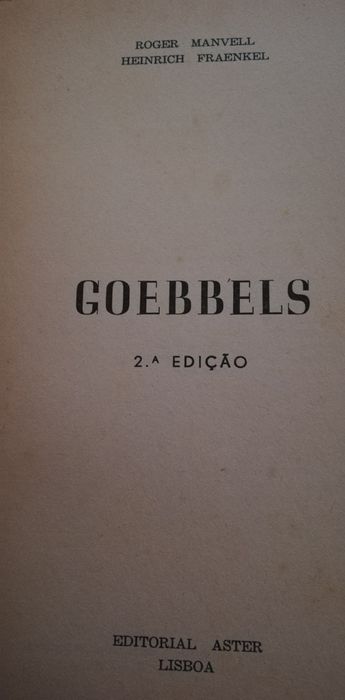 ROGER MANVELL
HEINRICH FRAENKEL
GOEBBELS
2.ª EDIÇÃO
EDITORIAL ASTER
LISBOA